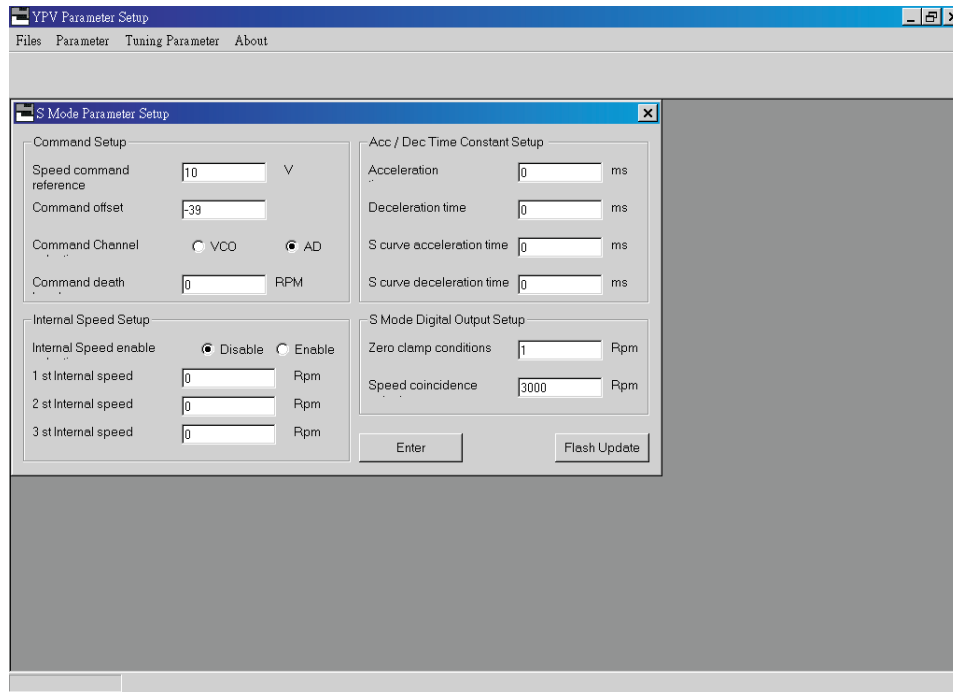 YPV Parameter Setup
Files Parameter Tuning Parameter About
S Mode Parameter Setup
Command Setup
Speed command reference 10 V
Command offset -39
Command Channel VCO AD
Command death 0 RPM
Internal Speed Setup
Internal Speed enable Disable Enable
1 st Internal speed 0 Rpm
2 st Internal speed 0 Rpm
3 st Internal speed 0 Rpm
Acc / Dec Time Constant Setup
Acceleration 0 ms
Deceleration time 0 ms
S curve acceleration time 0 ms
S curve deceleration time 0 ms
S Mode Digital Output Setup
Zero clamp conditions 1 Rpm
Speed coincidence 3000 Rpm
Enter Flash Update